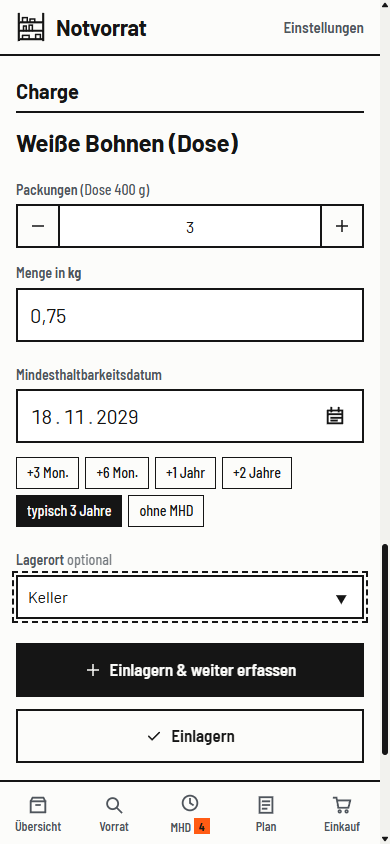 Notvorrat Einstellungen
Charge
Weiße Bohnen (Dose)
Packungen (Dose 400 g)
− 3 +
Menge in kg
0,75
Mindesthaltbarkeitsdatum
18.11.2029
+3 Mon. +6 Mon. +1 Jahr +2 Jahre
typisch 3 Jahre ohne MHD
Lagerort optional
Keller
+ Einlagern & weiter erfassen
Einlagern
Übersicht Vorrat MHD 4 Plan Einkauf